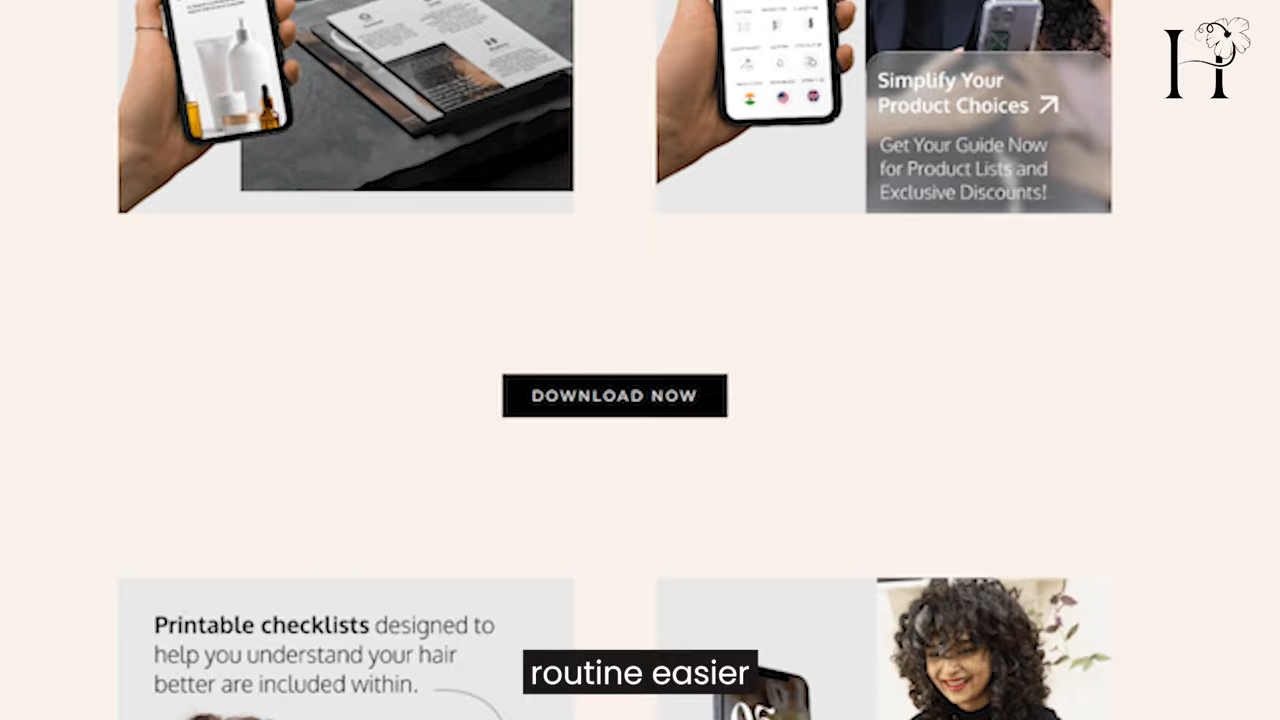 H
Simplify Your
Product Choices
Get Your Guide Now
for Product Lists and
Exclusive Discounts!
DOWNLOAD NOW
Printable checklists designed to
help you understand your hair
better are included within.
routine easier
05